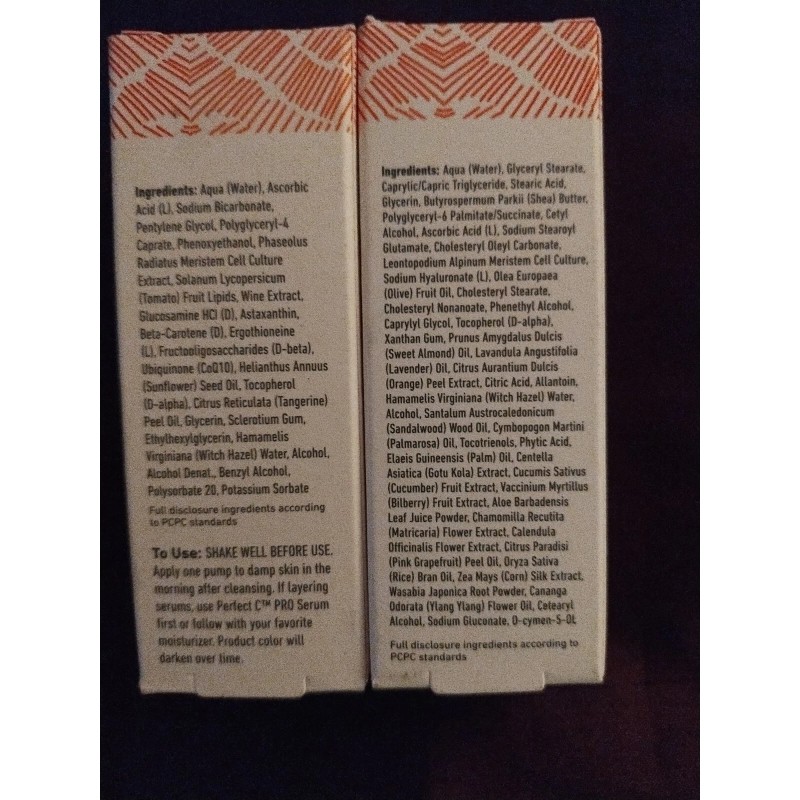 Ingredients: Aqua (Water), Ascorbic
Acid (L), Sodium Bicarbonate,
Pentylene Glycol, Polyglyceryl-4
Caprate, Phenoxyethanol, Phaseolus
Radiatus Meristem Cell Culture
Extract, Solanum Lycopersicum
(Tomato) Fruit Lipids, Wine Extract,
Glucosamine HCl (D), Astaxanthin,
Beta-Carotene (D), Ergothioneine
(L), Fructooligosaccharides (D-beta),
Ubiquinone (CoQ10), Helianthus Annuus
(Sunflower) Seed Oil, Tocopherol
(D-alpha), Citrus Reticulata (Tangerine)
Peel Oil, Glycerin, Sclerotium Gum,
Ethylhexylglycerin, Hamamelis
Virginiana (Witch Hazel) Water, Alcohol,
Alcohol Denat., Benzyl Alcohol,
Polysorbate 20, Potassium Sorbate
Full disclosure ingredients according
to PCPC standards
To Use: SHAKE WELL BEFORE USE.
Apply one pump to damp skin in the
morning after cleansing. If layering
serums, use Perfect C™ PRO Serum
first or follow with your favorite
moisturizer. Product color will
darken over time.
Ingredients: Aqua (Water), Glyceryl Stearate,
Caprylic/Capric Triglyceride, Stearic Acid,
Glycerin, Butyrospermum Parkii (Shea) Butter,
Polyglyceryl-6 Palmitate/Succinate, Cetyl
Alcohol, Ascorbic Acid (L), Sodium Stearoyl
Glutamate, Cholesteryl Oleyl Carbonate,
Leontopodium Alpinum Meristem Cell Culture,
Sodium Hyaluronate (L), Olea Europaea
(Olive) Fruit Oil, Cholesteryl Stearate,
Cholesteryl Nonanoate, Phenethyl Alcohol,
Caprylyl Glycol, Tocopherol (D-alpha),
Xanthan Gum, Prunus Amygdalus Dulcis
(Sweet Almond) Oil, Lavandula Angustifolia
(Lavender) Oil, Citrus Aurantium Dulcis
(Orange) Peel Extract, Citric Acid, Allantoin,
Hamamelis Virginiana (Witch Hazel) Water,
Alcohol, Santalum Austrocaledonicum
(Sandalwood) Wood Oil, Cymbopogon Martini
(Palmarosa) Oil, Tocotrienols, Phytic Acid,
Elaeis Guineensis (Palm) Oil, Centella
Asiatica (Gotu Kola) Extract, Cucumis Sativus
(Cucumber) Fruit Extract, Vaccinium Myrtillus
(Bilberry) Fruit Extract, Aloe Barbadensis
Leaf Juice Powder, Chamomilla Recutita
(Matricaria) Flower Extract, Calendula
Officinalis Flower Extract, Citrus Paradisi
(Pink Grapefruit) Peel Oil, Oryza Sativa
(Rice) Bran Oil, Zea Mays (Corn) Silk Extract,
Wasabia Japonica Root Powder, Cananga
Odorata (Ylang Ylang) Flower Oil, Cetearyl
Alcohol, Sodium Gluconate, O-cymen-5-OL
Full disclosure ingredients according to
PCPC standards